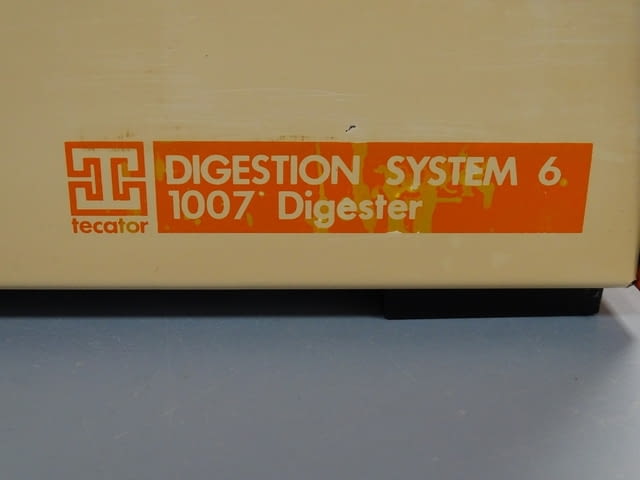 DIGESTION SYSTEM 6
1007 Digester
tecator